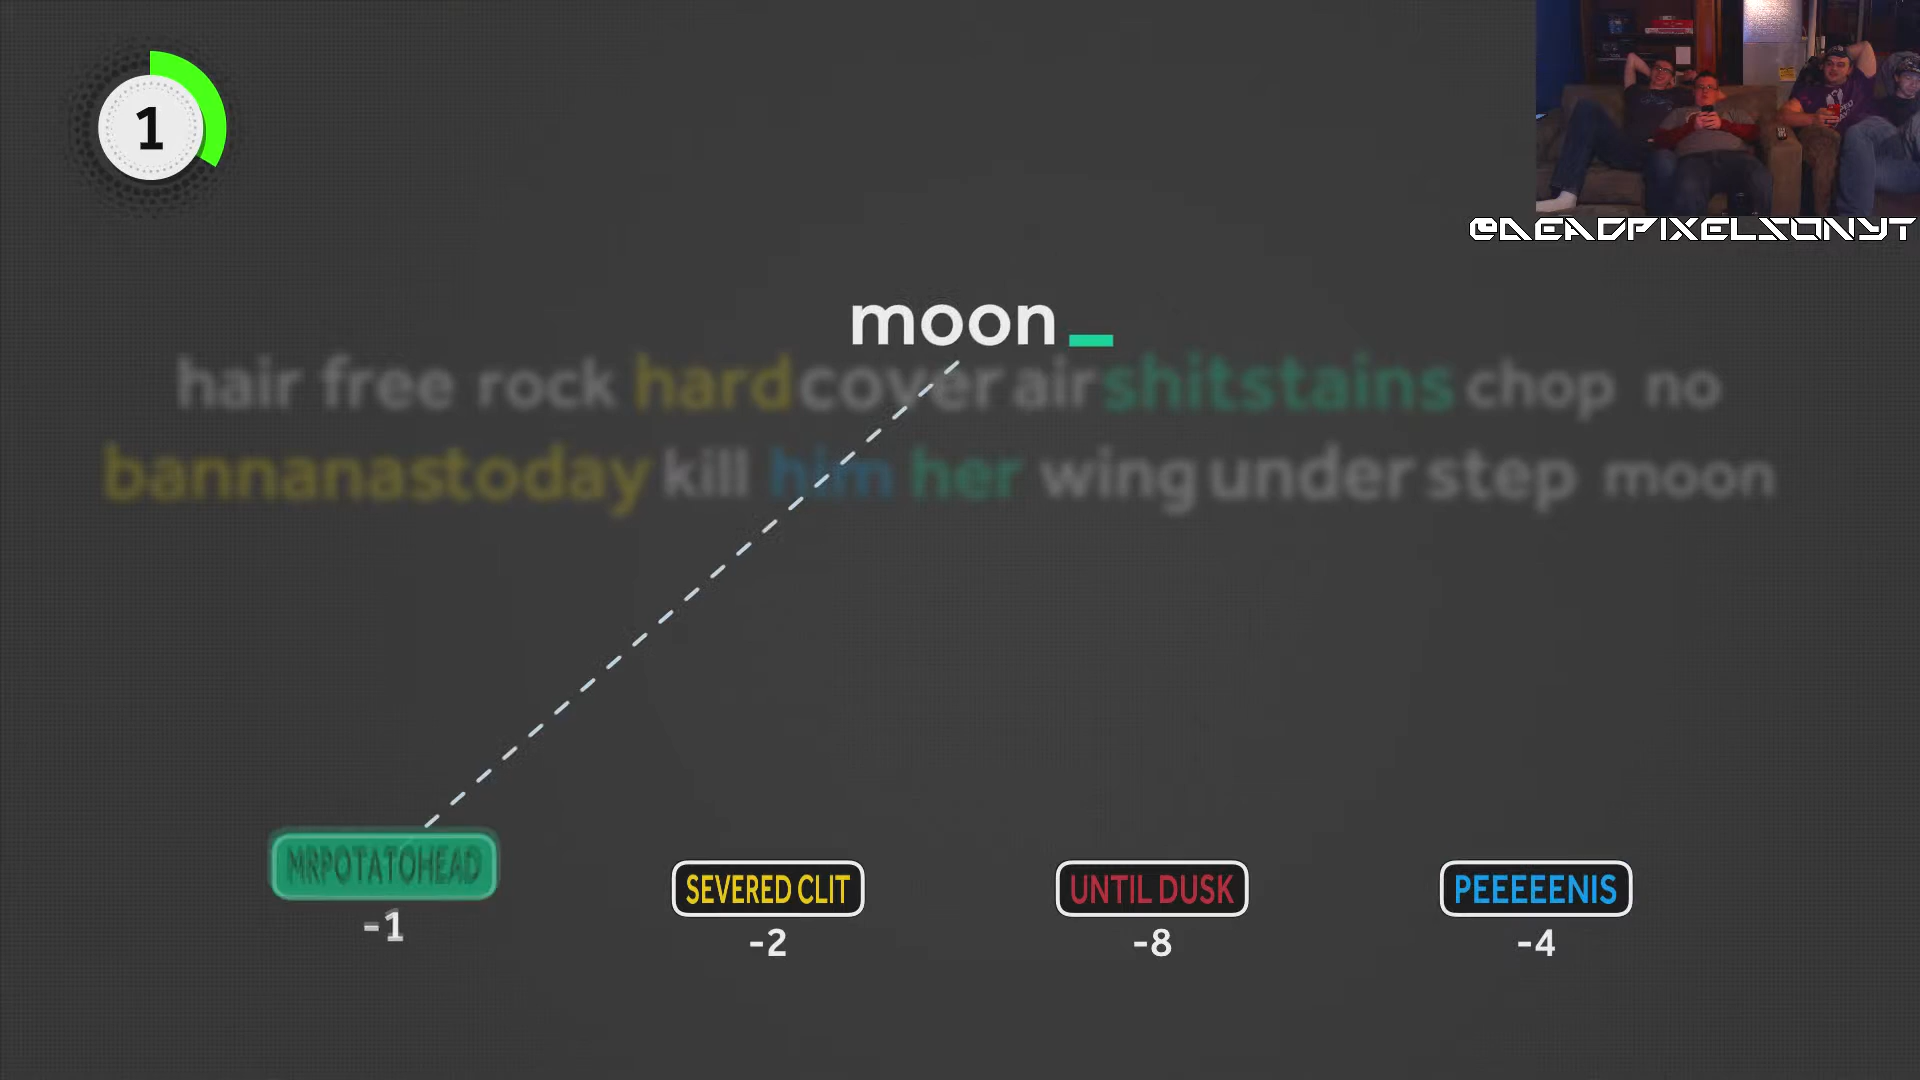 1
@DEADPIXELSONYT
moon_
hair free rock hard cover air shitstains chop no
bannanastoday kill him her wing under step moon
MRPOTATOHEAD
SEVERED CLIT
UNTIL DUSK
PEEEEENIS
-1
-2
-8
-4